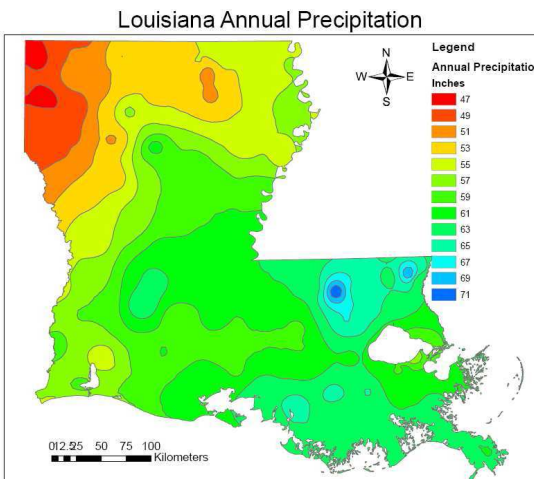 Louisiana Annual Precipitation
N
W E
S
Legend
Annual Precipitatio
Inches
47
49
51
53
55
57
59
61
63
65
67
69
71
012.525 50 75 100
Kilometers